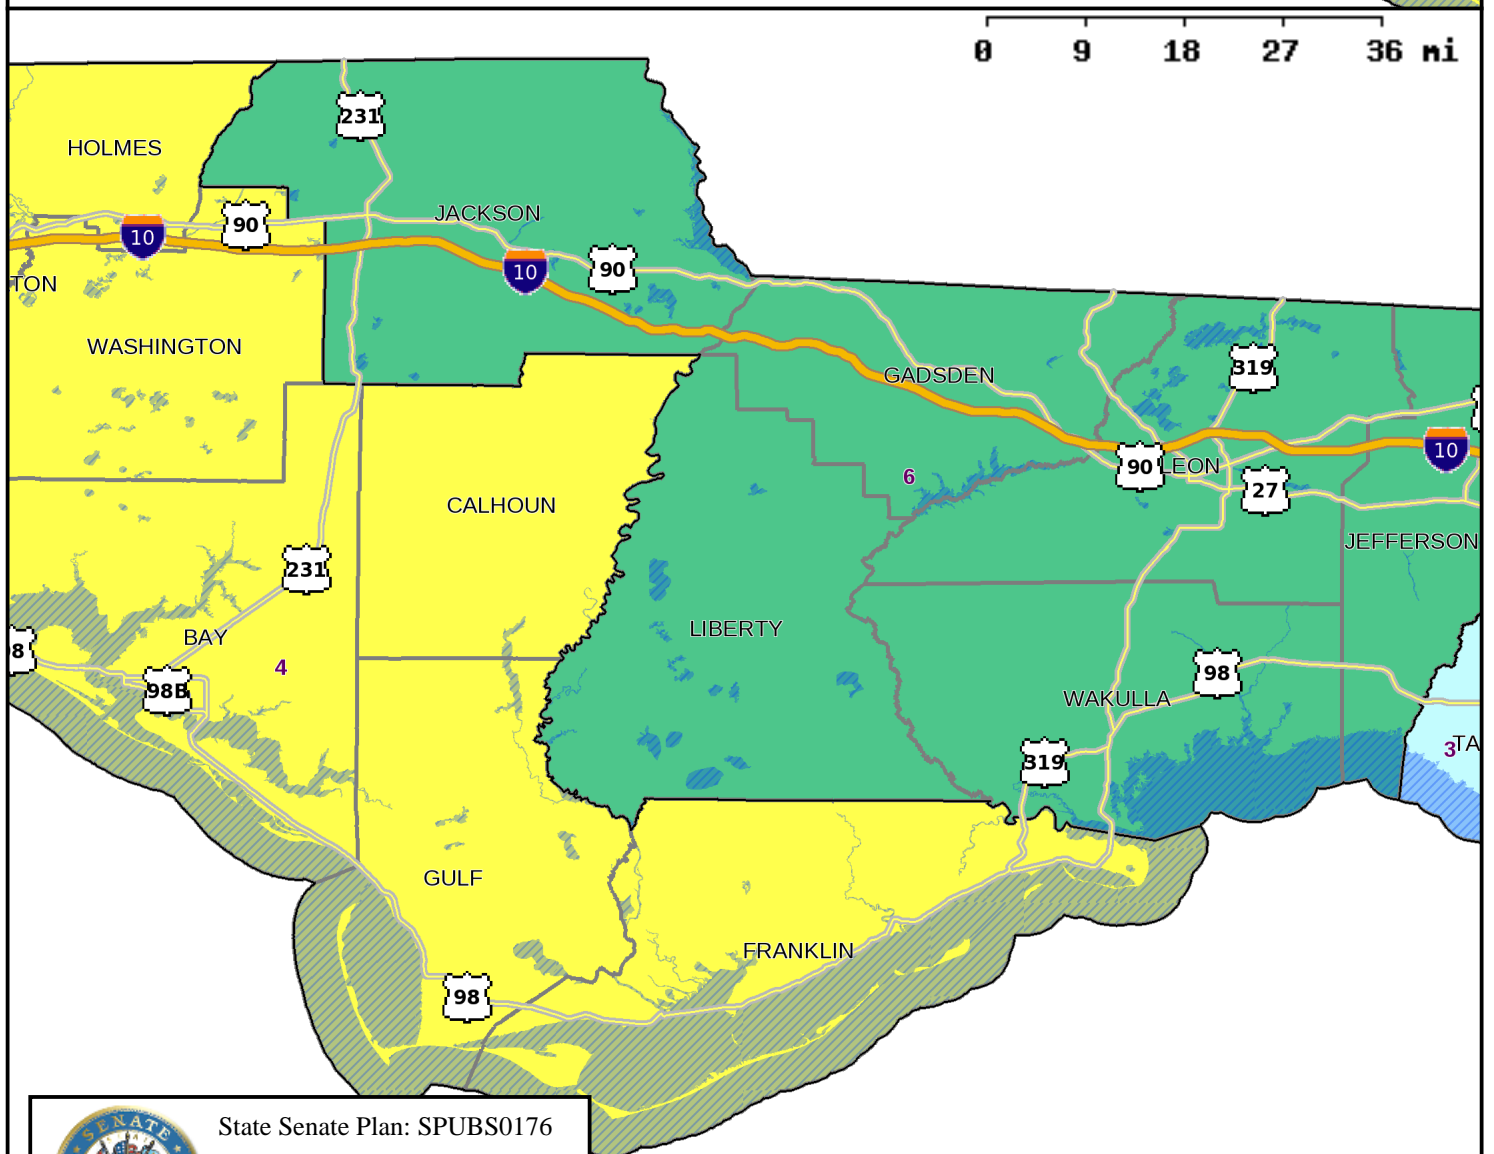 0 9 18 27 36 mi
231
HOLMES
JACKSON
90
10
10
90
TON
WASHINGTON
319
GADSDEN
10
90
LEON
6
27
CALHOUN
JEFFERSON
231
LIBERTY
BAY
98
4
98B
WAKULLA
3
TA
319
GULF
FRANKLIN
98
SENATE
State Senate Plan: SPUBS0176